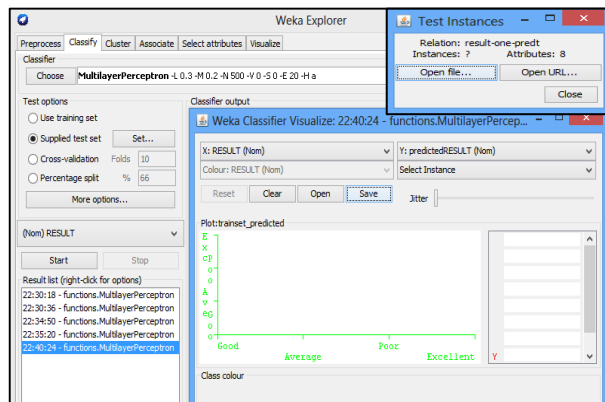 Weka Explorer
Preprocess Classify Cluster Associate Select attributes Visualize
Classifier
Choose MultilayerPerceptron -L 0.3 -M 0.2 -N 500 -V 0 -S 0 -E 20 -H a
Test options
Use training set
Supplied test set Set...
Cross-validation Folds 10
Percentage split % 66
More options...
(Nom) RESULT
Start Stop
Result list (right-click for options)
22:30:18 - functions.MultilayerPerceptron
22:30:36 - functions.MultilayerPerceptron
22:34:50 - functions.MultilayerPerceptron
22:35:20 - functions.MultilayerPerceptron
22:40:24 - functions.MultilayerPerceptron
Classifier output
Test Instances
Relation: result-one-predt
Instances: ? Attributes: 8
Open file... Open URL...
Close
Weka Classifier Visualize: 22:40:24 - functions.MultilayerPercep...
X: RESULT (Nom) Y: predictedRESULT (Nom)
Colour: RESULT (Nom) Select Instance
Reset Clear Open Save Jitter
Plot:trainset_predicted
Good Poor
Average Excellent
Y
Class colour